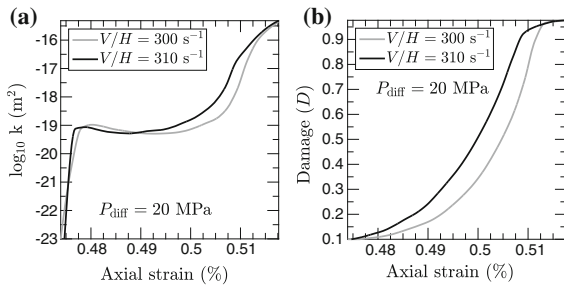 (a)
V/H = 300 s⁻¹
V/H = 310 s⁻¹
log₁₀ k (m²)
-16
-17
-18
-19
-20
-21
-22
-23
P_diff = 20 MPa
0.48 0.49 0.5 0.51
Axial strain (%)
(b)
V/H = 300 s⁻¹
V/H = 310 s⁻¹
P_diff = 20 MPa
Damage (D)
0.9
0.8
0.7
0.6
0.5
0.4
0.3
0.2
0.1
0.48 0.49 0.5 0.51
Axial strain (%)